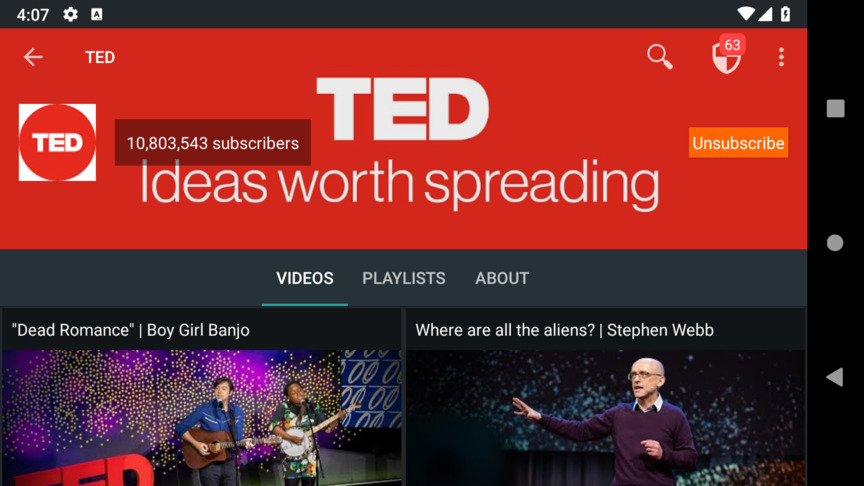 4:07
A
TED
63
TED
TED
10,803,543 subscribers
Unsubscribe
Ideas worth spreading
VIDEOS
PLAYLISTS
ABOUT
"Dead Romance" | Boy Girl Banjo
Where are all the aliens? | Stephen Webb
TED